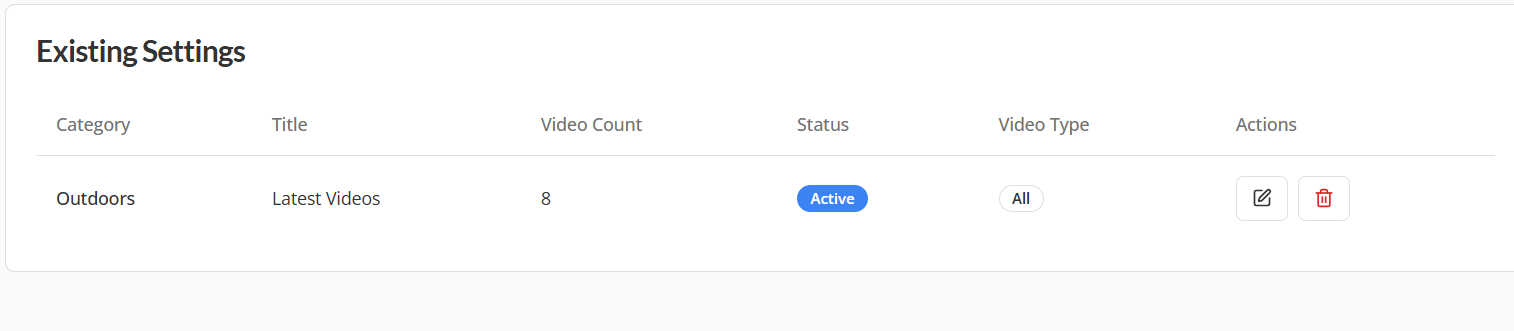 Existing Settings
Category Title Video Count Status Video Type Actions
Outdoors Latest Videos 8 Active All